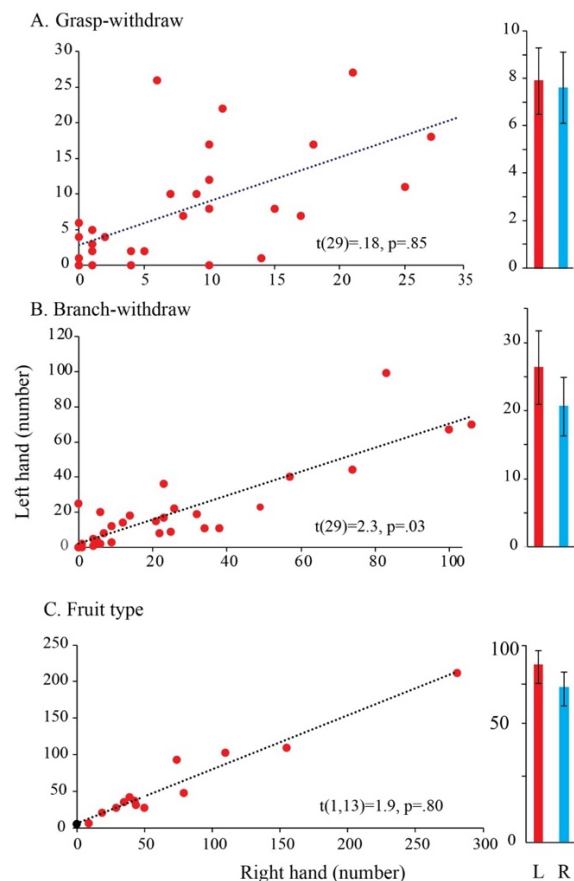 A. Grasp-withdraw
30
25
20
15
10
5
0
0 5 10 15 20 25 30 35
t(29)=.18, p=.85
10
8
6
4
2
0
B. Branch-withdraw
120
100
80
60
40
20
0
0 20 40 60 80 100
t(29)=2.3, p=.03
30
20
10
0
Left hand (number)
C. Fruit type
250
200
150
100
50
0
0 50 100 150 200 250 300
t(1,13)=1.9, p=.80
Right hand (number)
100
50
0
L R